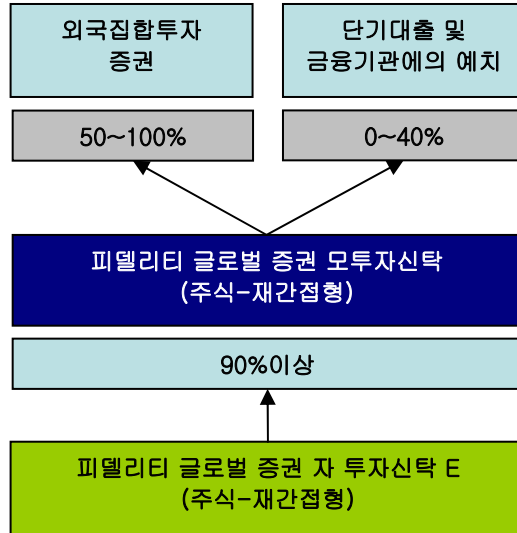 외국집합투자
증권
단기대출 및
금융기관에의 예치
50~100%
0~40%
피델리티 글로벌 증권 모투자신탁
(주식-재간접형)
90%이상
피델리티 글로벌 증권 자 투자신탁 E
(주식-재간접형)